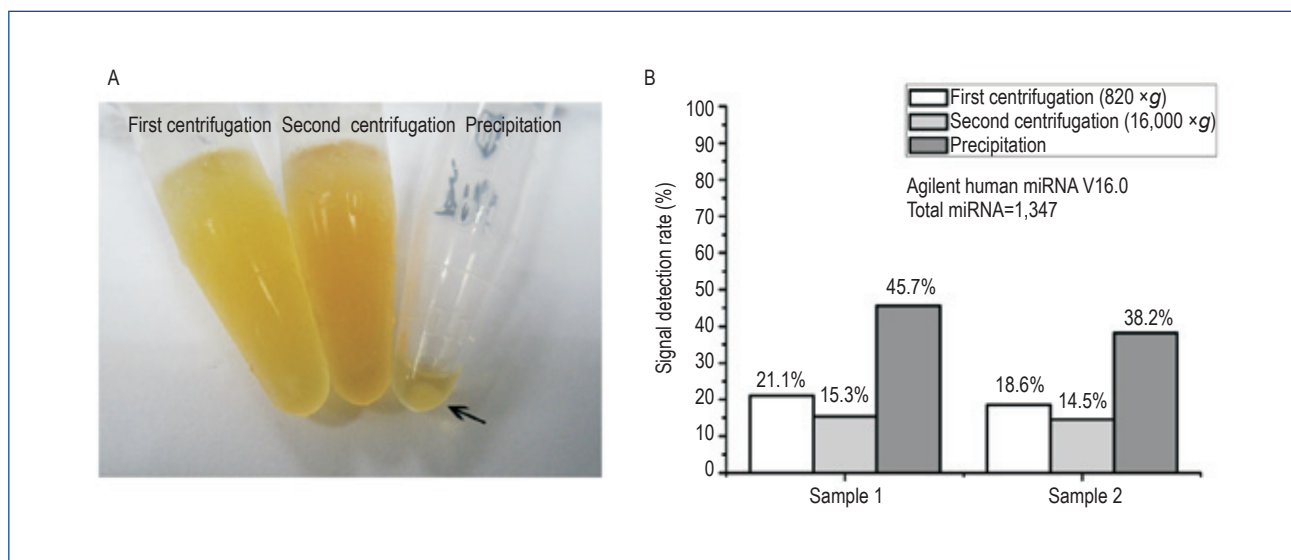 A
First centrifugation Second centrifugation Precipitation
B
First centrifugation (820 ×g)
Second centrifugation (16,000 ×g)
Precipitation
Agilent human miRNA V16.0
Total miRNA=1,347
Signal detection rate (%)
100
90
80
70
60
50
40
30
20
10
0
21.1%
15.3%
45.7%
18.6%
14.5%
38.2%
Sample 1
Sample 2